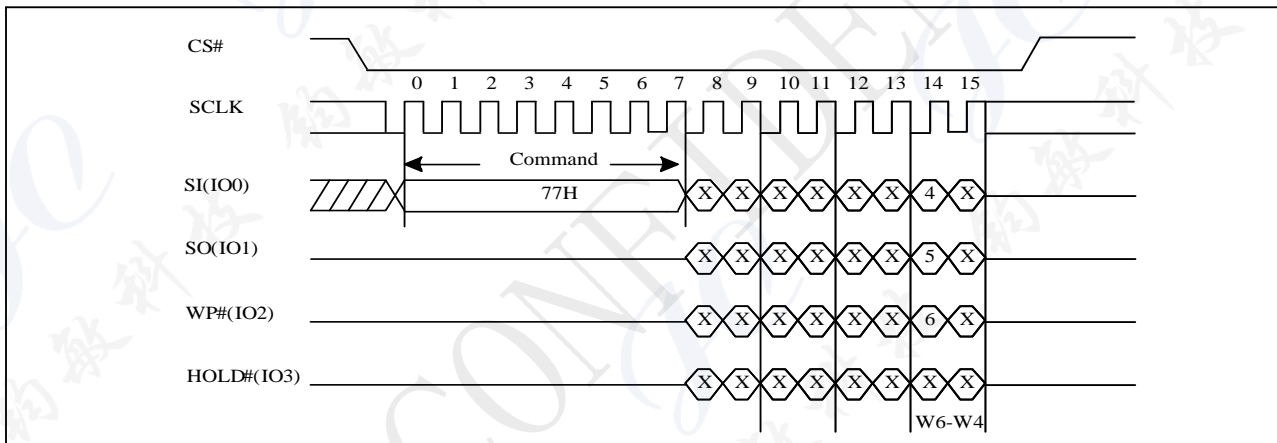 CS#
0 1 2 3 4 5 6 7 8 9 10 11 12 13 14 15
SCLK
Command
SI(IO0) 77H X X X X X X 4 X
SO(IO1) X X X X X X 5 X
WP#(IO2) X X X X X X 6 X
HOLD#(IO3) X X X X X X X X
W6-W4
CONFIDEN